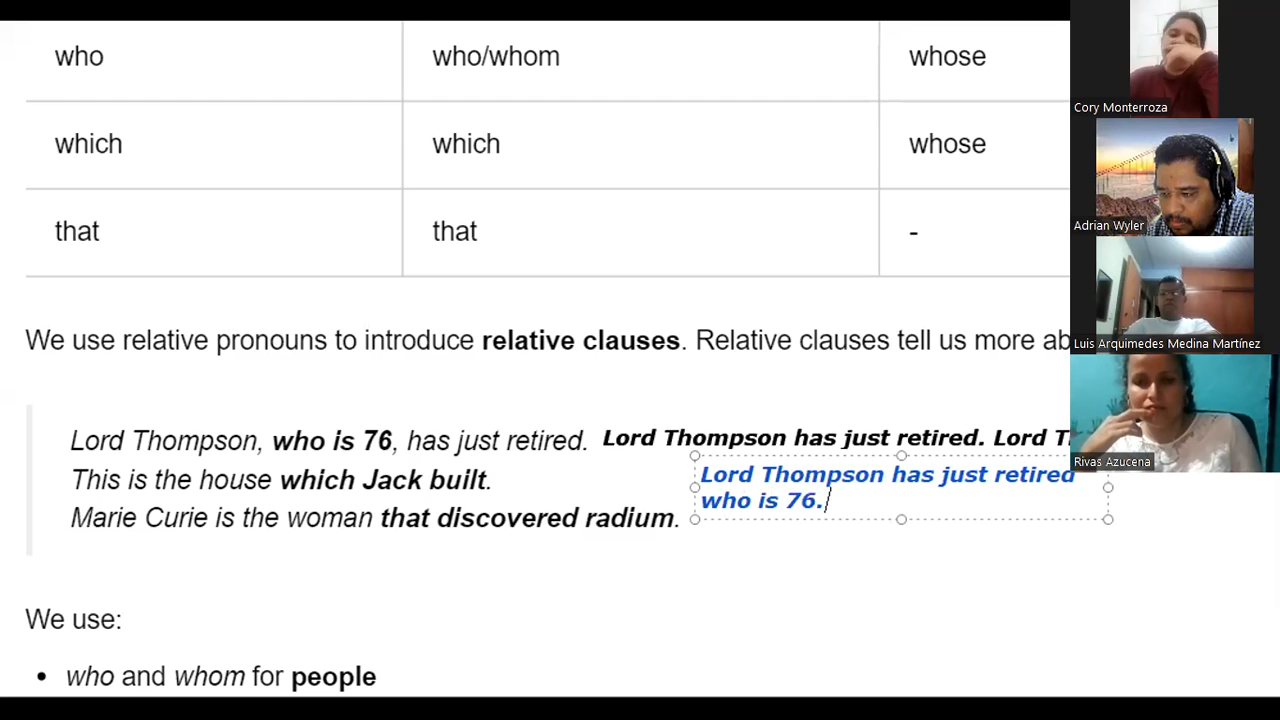 who who/whom whose
which which whose
that that -
We use relative pronouns to introduce relative clauses. Relative clauses tell us more
Lord Thompson, who is 76, has just retired. Lord Thompson has just retired. Lord
This is the house which Jack built.
Lord Thompson has just retired
who is 76.
Marie Curie is the woman that discovered radium.
We use:
• who and whom for people
Cory Monterroza
Adrian Wyler
Luis Arquimedes Medina Martínez
Rivas Azucena